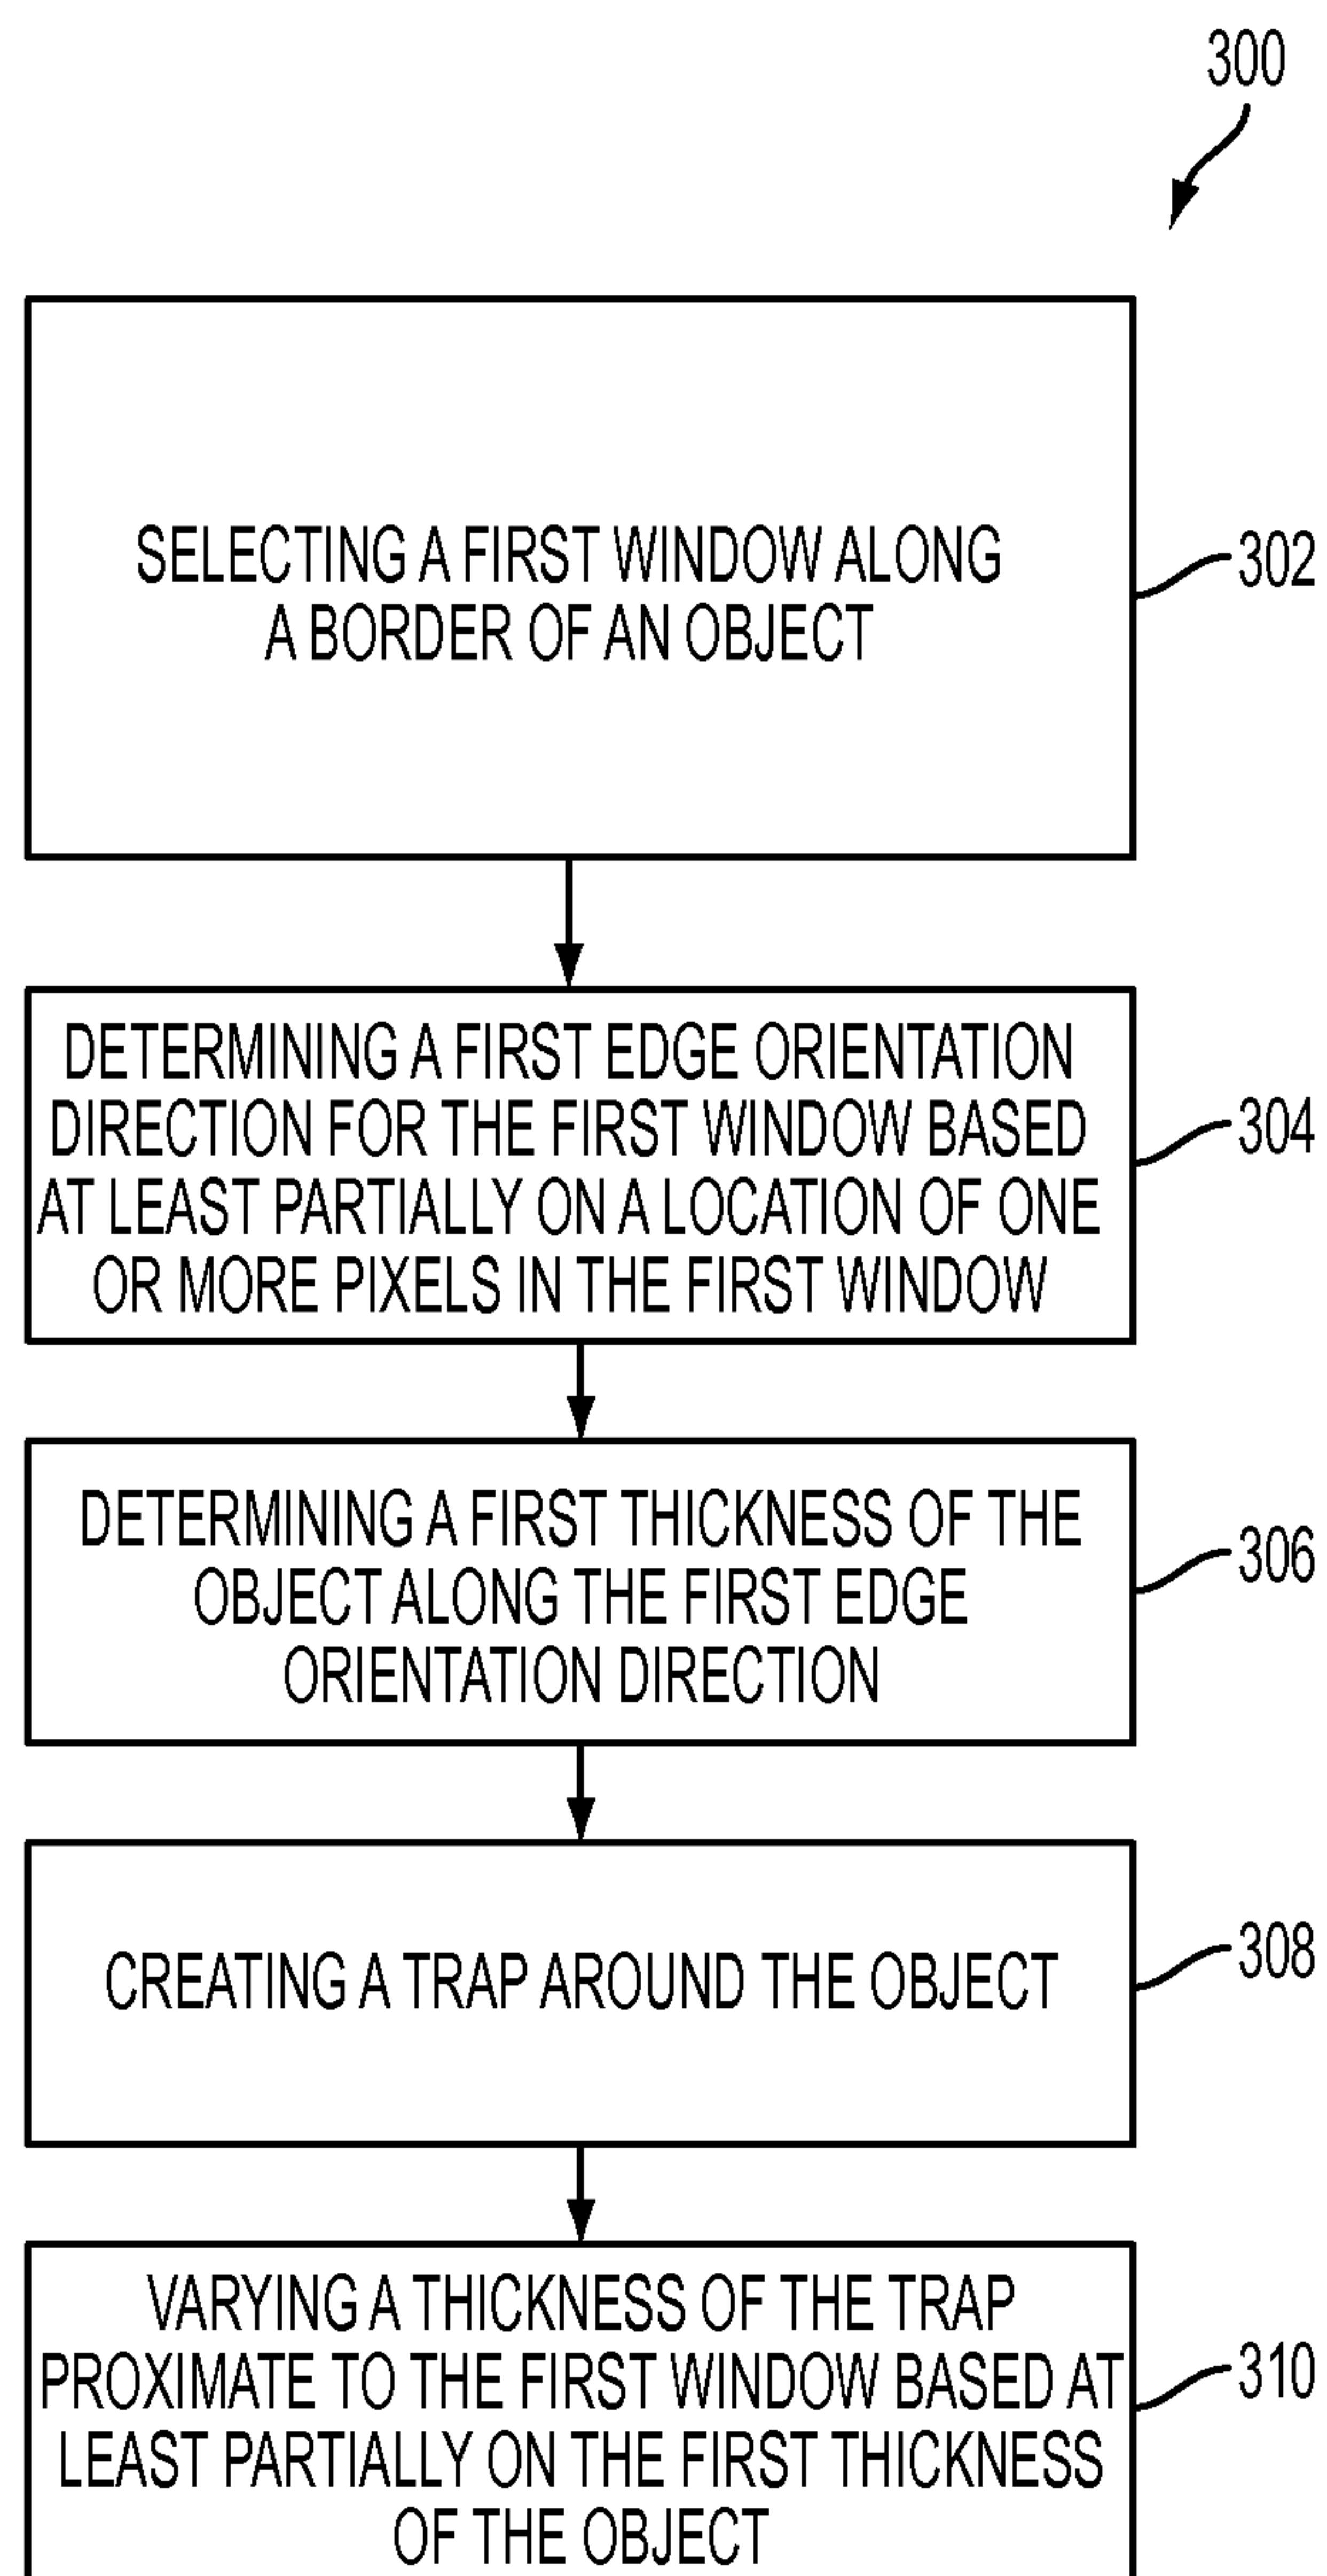 300
SELECTING A FIRST WINDOW ALONG
A BORDER OF AN OBJECT
302
DETERMINING A FIRST EDGE ORIENTATION
DIRECTION FOR THE FIRST WINDOW BASED
AT LEAST PARTIALLY ON A LOCATION OF ONE
OR MORE PIXELS IN THE FIRST WINDOW
304
DETERMINING A FIRST THICKNESS OF THE
OBJECT ALONG THE FIRST EDGE
ORIENTATION DIRECTION
306
CREATING A TRAP AROUND THE OBJECT
308
VARYING A THICKNESS OF THE TRAP
PROXIMATE TO THE FIRST WINDOW BASED AT
LEAST PARTIALLY ON THE FIRST THICKNESS
OF THE OBJECT
310